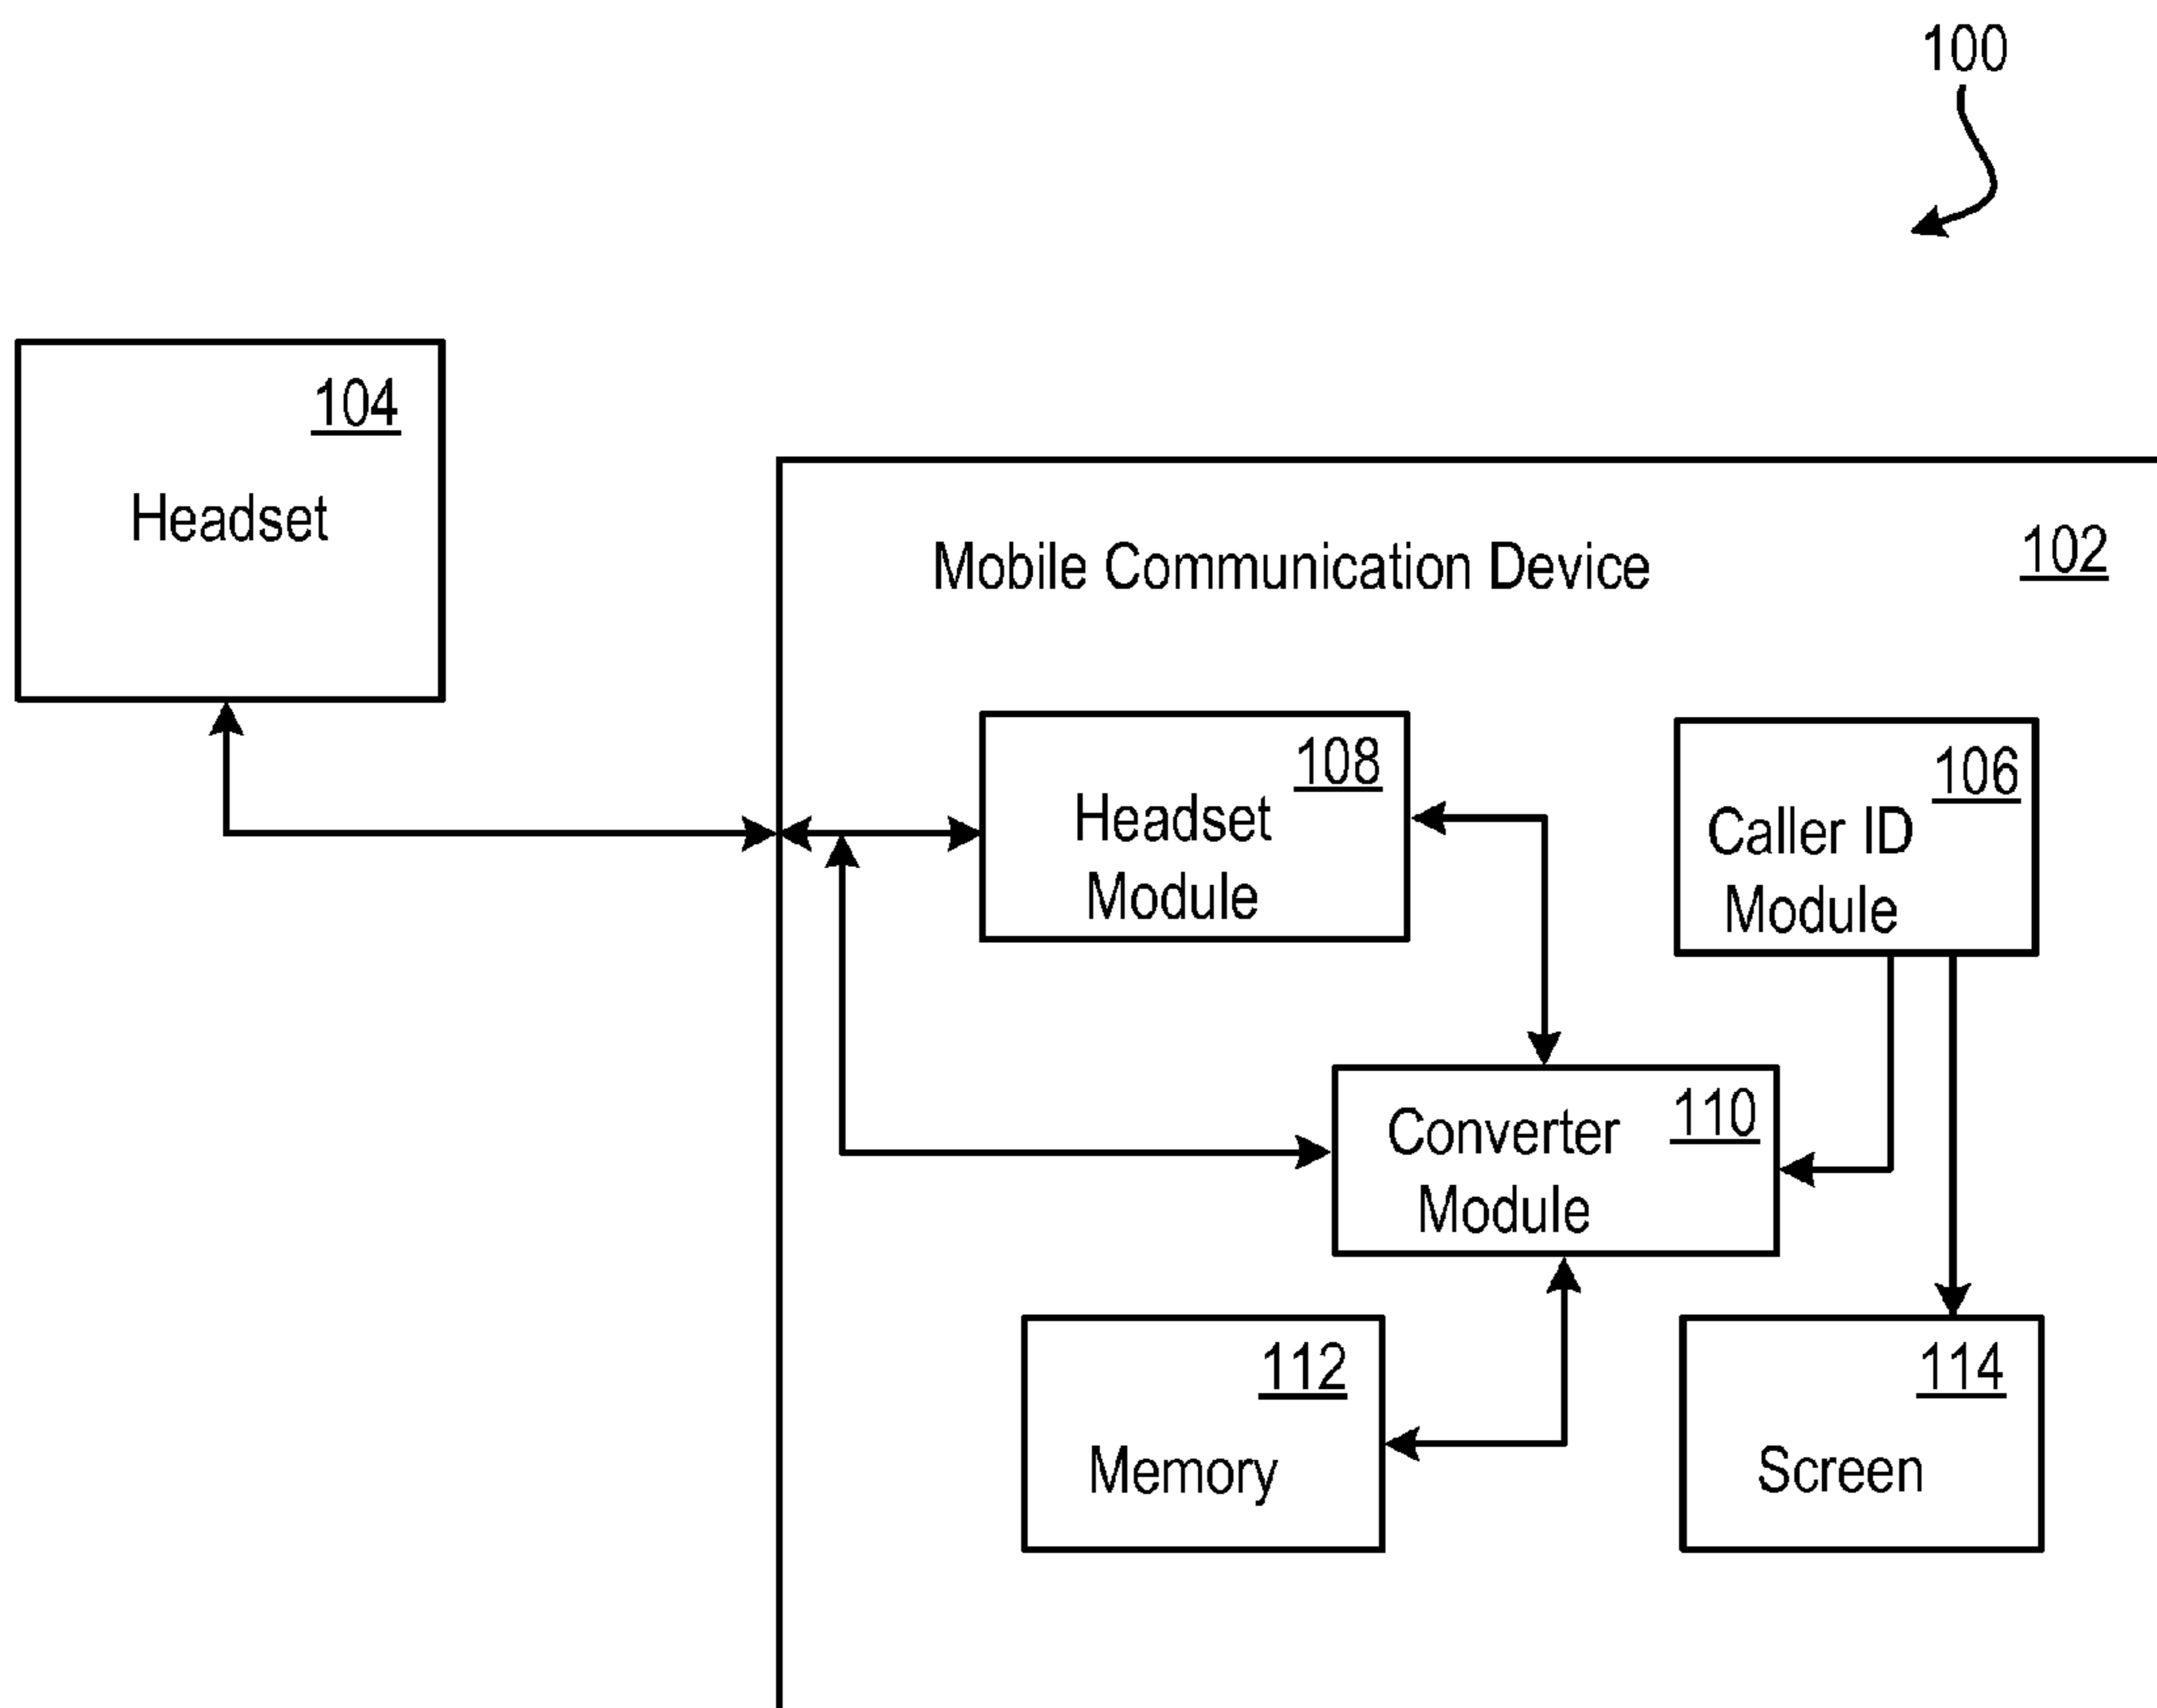 100
104
Headset
Mobile Communication Device
102
108
Headset
Module
106
Caller ID
Module
110
Converter
Module
112
Memory
114
Screen